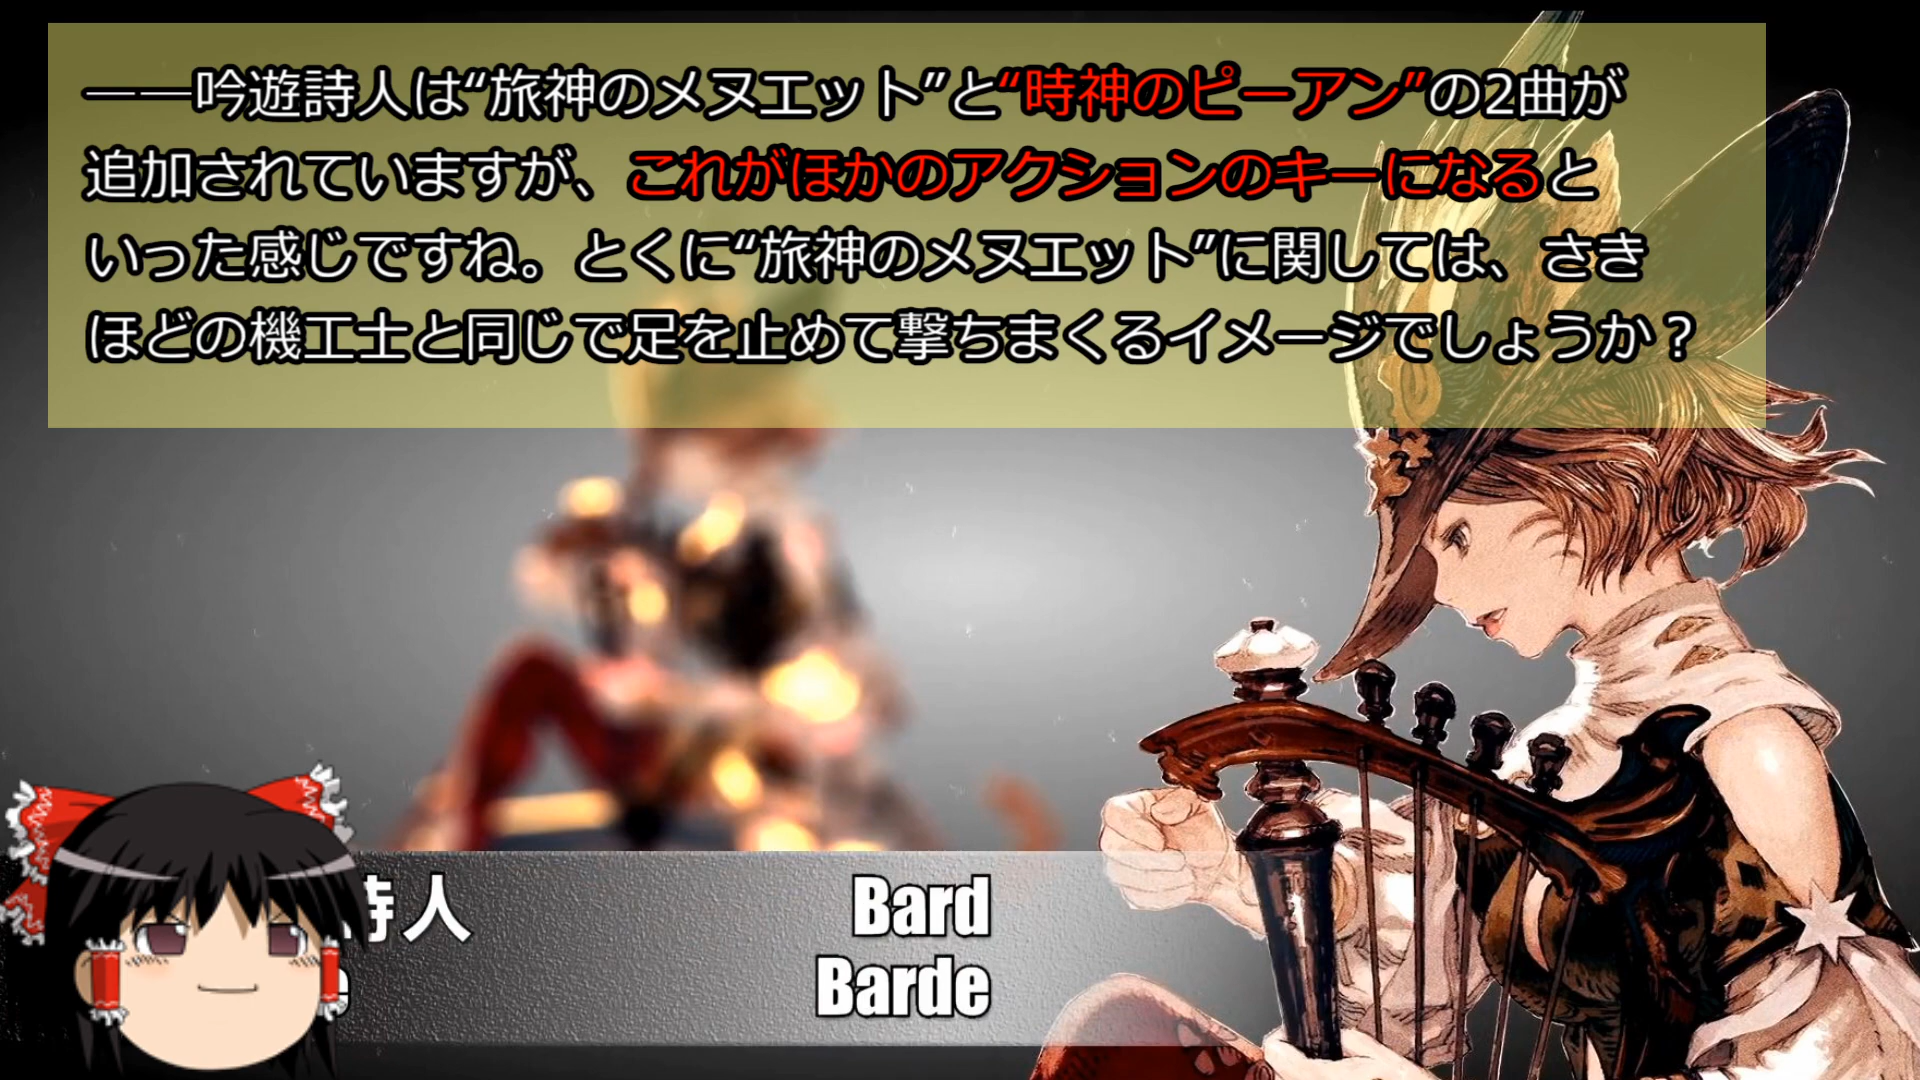 ――吟遊詩人は“旅神のメヌエット”と“時神のピーアン”の2曲が
追加されていますが、これがほかのアクションのキーになると
いった感じですね。とくに“旅神のメヌエット”に関しては、さき
ほどの機工士と同じで足を止めて撃ちまくるイメージでしょうか？
詩人
Bard
e
Barde